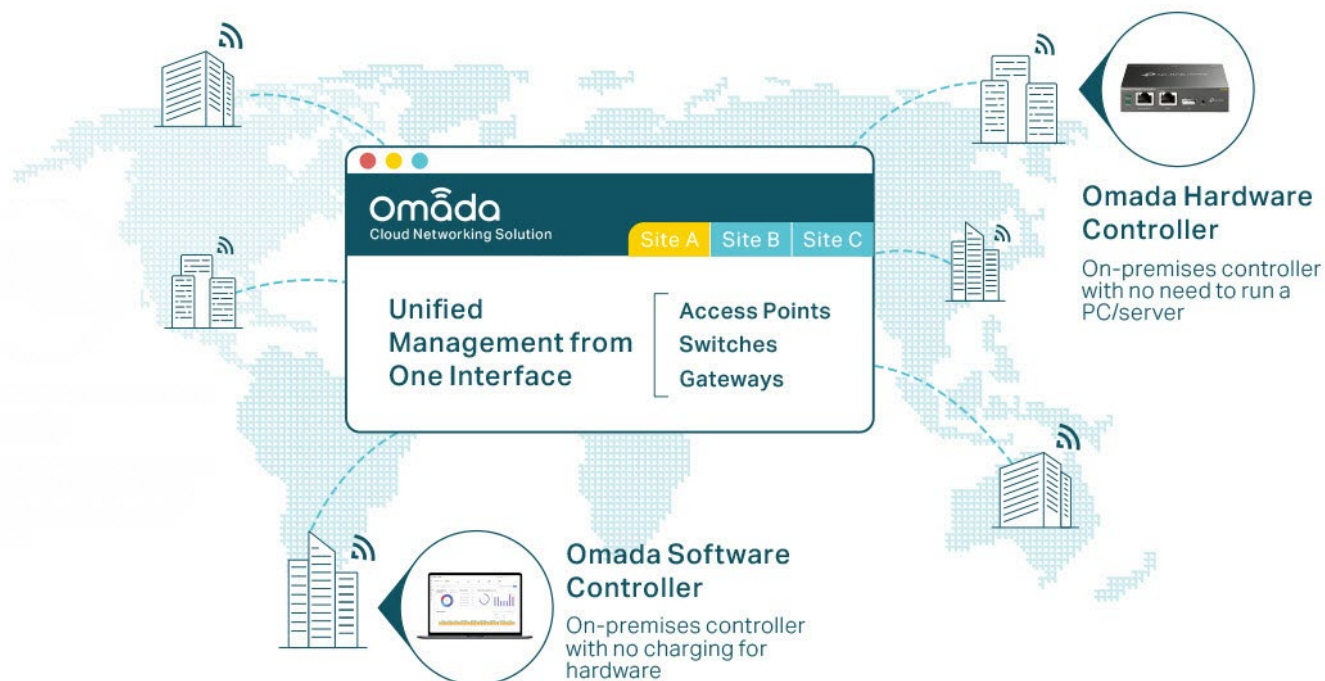 Omada
Cloud Networking Solution
Site A
Site B
Site C
Unified
Management from
One Interface
Access Points
Switches
Gateways
Omada Hardware
Controller
On-premises controller
with no need to run a
PC/server
Omada Software
Controller
On-premises controller
with no charging for
hardware